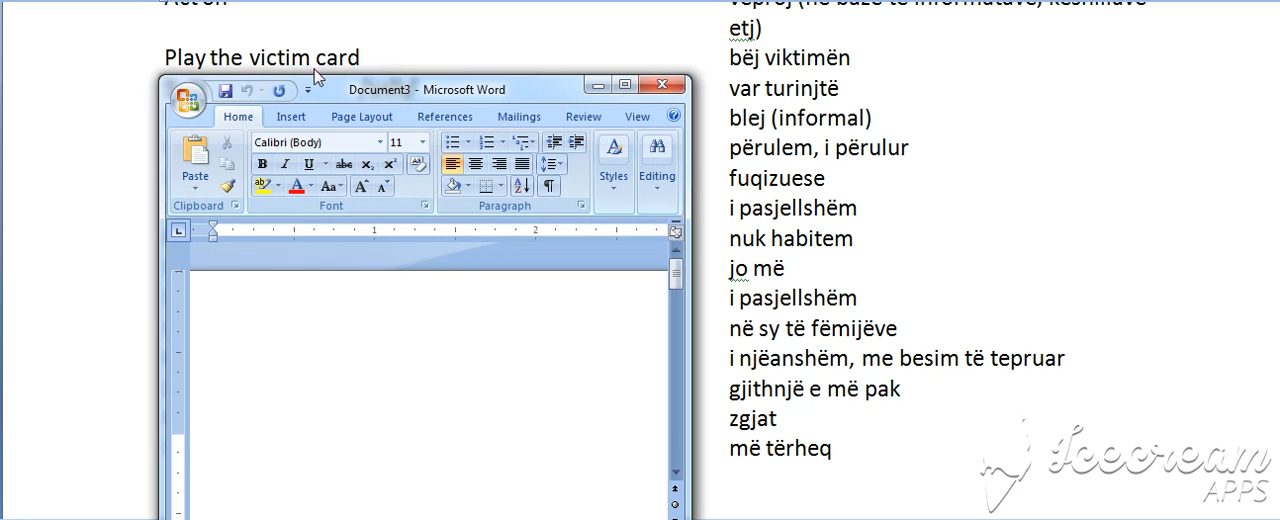 Act on
veproj (në bazë të informatave, këshillave
etj)
Play the victim card
bëj viktimën
var turinjtë
blej (informal)
përulem, i përulur
fuqizuese
i pasjellshëm
nuk habitem
jo më
i pasjellshëm
në sy të fëmijëve
i njëanshëm, me besim të tepruar
gjithnjë e më pak
zgjat
më tërheq
Document3 - Microsoft Word
Home Insert Page Layout References Mailings Review View
Calibri (Body) 11
Paste
Styles Editing
Clipboard Font Paragraph
1 2
Icecream
APPS